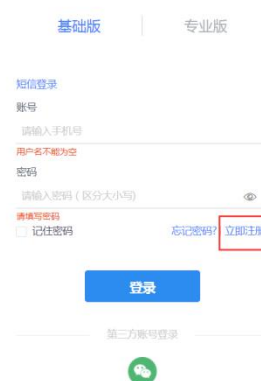 基础版 专业版
短信登录
账号
请输入手机号
用户名不能为空
密码
请输入密码 ( 区分大小写)
请填写密码
记住密码 忘记密码? 立即注册
登录
第三方账号登录